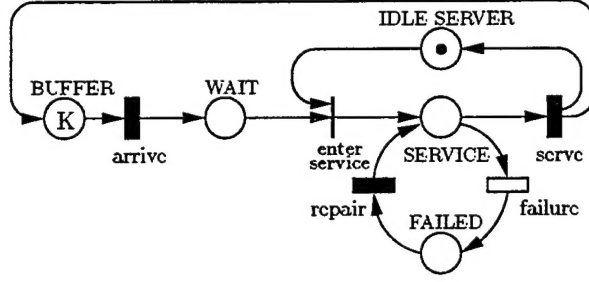 IDLE SERVER
BUFFER
WAIT
K
arrive
enter
service
SERVICE
serve
repair
failure
FAILED